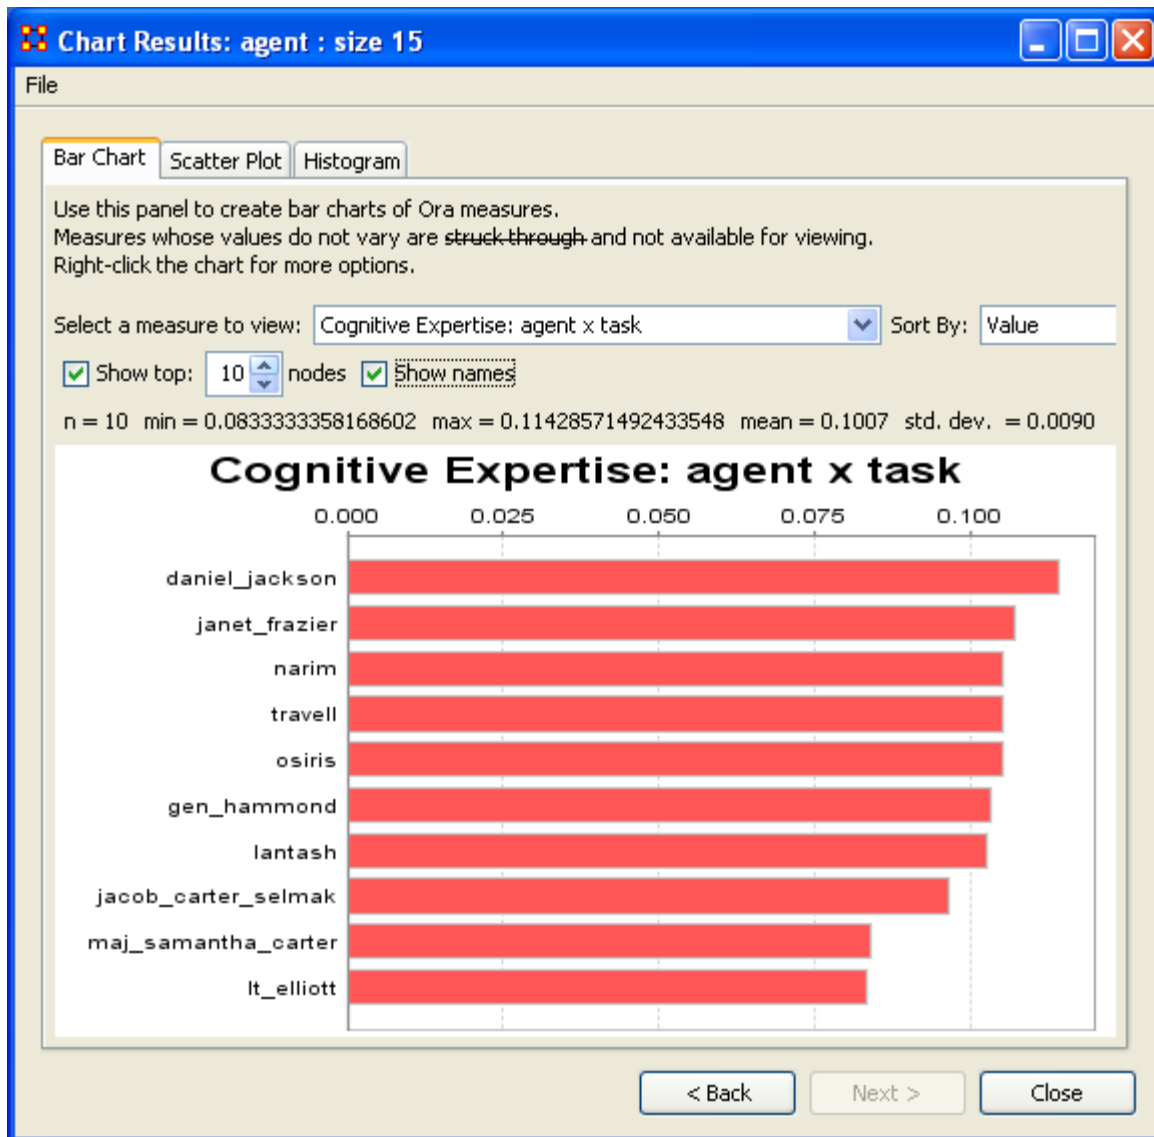 Chart Results: agent : size 15
File
Bar Chart Scatter Plot Histogram
Use this panel to create bar charts of Ora measures.
Measures whose values do not vary are struck through and not available for viewing.
Right-click the chart for more options.
Select a measure to view: Cognitive Expertise: agent x task Sort By: Value
Show top: 10 nodes Show names
n = 10 min = 0.0833333358168602 max = 0.11428571492433548 mean = 0.1007 std. dev. = 0.0090
Cognitive Expertise: agent x task
0.000 0.025 0.050 0.075 0.100
daniel_jackson
janet_frazier
narim
travell
osiris
gen_hammond
lantash
jacob_carter_selmak
maj_samantha_carter
lt_elliott
< Back Next > Close